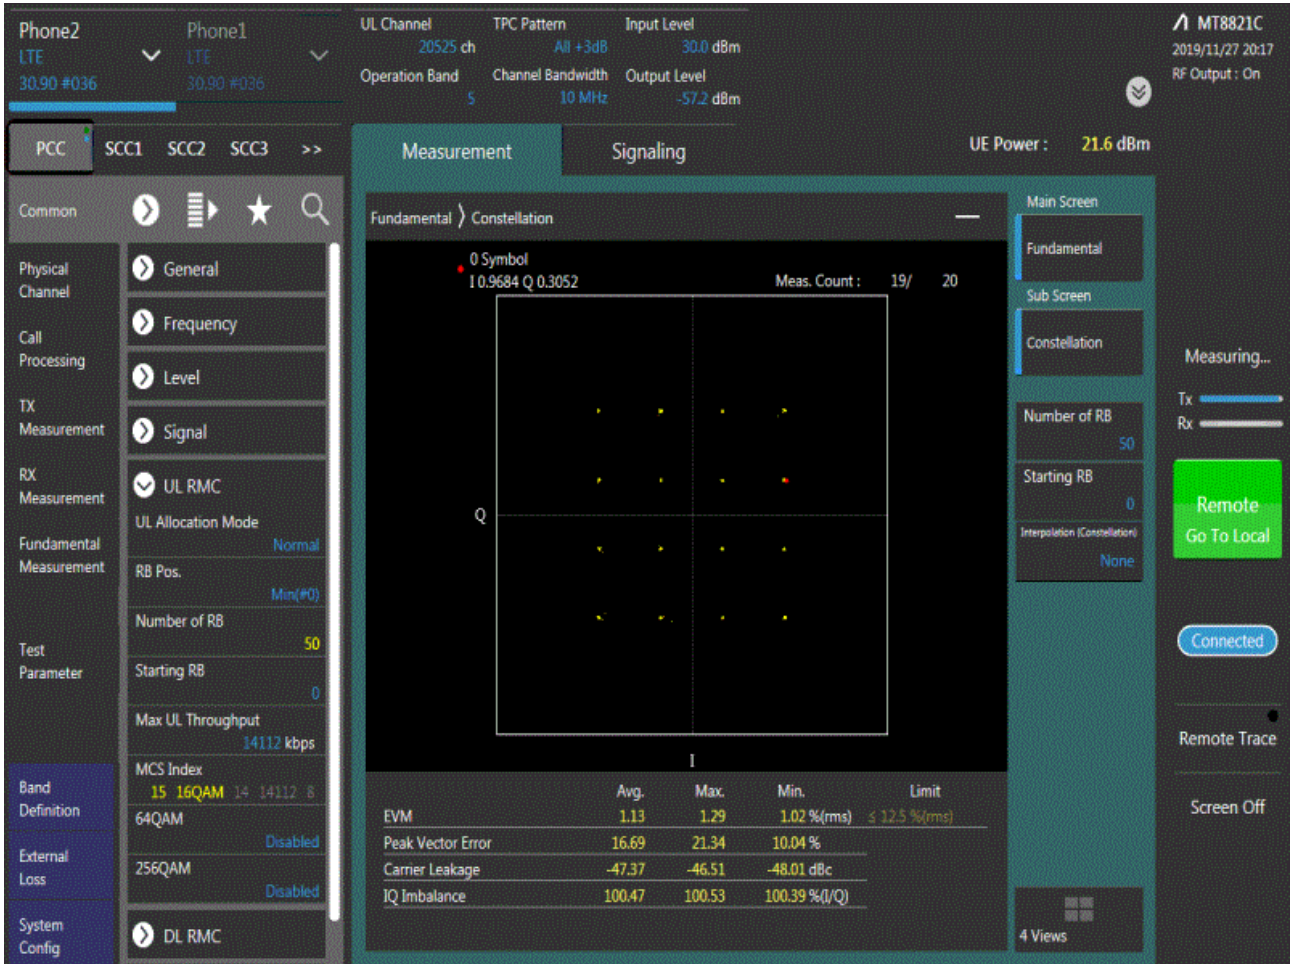 Phone2
LTE
30.90 #036
Phone1
LTE
30.90 #036
UL Channel
20525 ch
TPC Pattern
All +3dB
Input Level
30.0 dBm
Operation Band
5
Channel Bandwidth
10 MHz
Output Level
-57.2 dBm
MT8821C
2019/11/27 20:17
RF Output : On
PCC SCC1 SCC2 SCC3 >>
Measurement
Signaling
UE Power : 21.6 dBm
Common
Physical
Channel
Call
Processing
TX
Measurement
RX
Measurement
Fundamental
Measurement
Test
Parameter
Band
Definition
External
Loss
System
Config
General
Frequency
Level
Signal
UL RMC
UL Allocation Mode
Normal
RB Pos.
Min(#0)
Number of RB
50
Starting RB
0
Max UL Throughput
14112 kbps
MCS Index
15 16QAM 14 14112 8
64QAM
Disabled
256QAM
Disabled
DL RMC
Fundamental 〉 Constellation
0 Symbol
I 0.9684 Q 0.3052
Meas. Count : 19/ 20
Q
I
Avg. Max. Min. Limit
EVM 1.13 1.29 1.02 %(rms) ≤ 12.5 %(rms)
Peak Vector Error 16.69 21.34 10.04 %
Carrier Leakage -47.37 -46.51 -48.01 dBc
IQ Imbalance 100.47 100.53 100.39 %(I/Q)
Main Screen
Fundamental
Sub Screen
Constellation
Number of RB
50
Starting RB
0
Interpolation (Constellation)
None
4 Views
Measuring...
Tx
Rx
Remote
Go To Local
Connected
Remote Trace
Screen Off